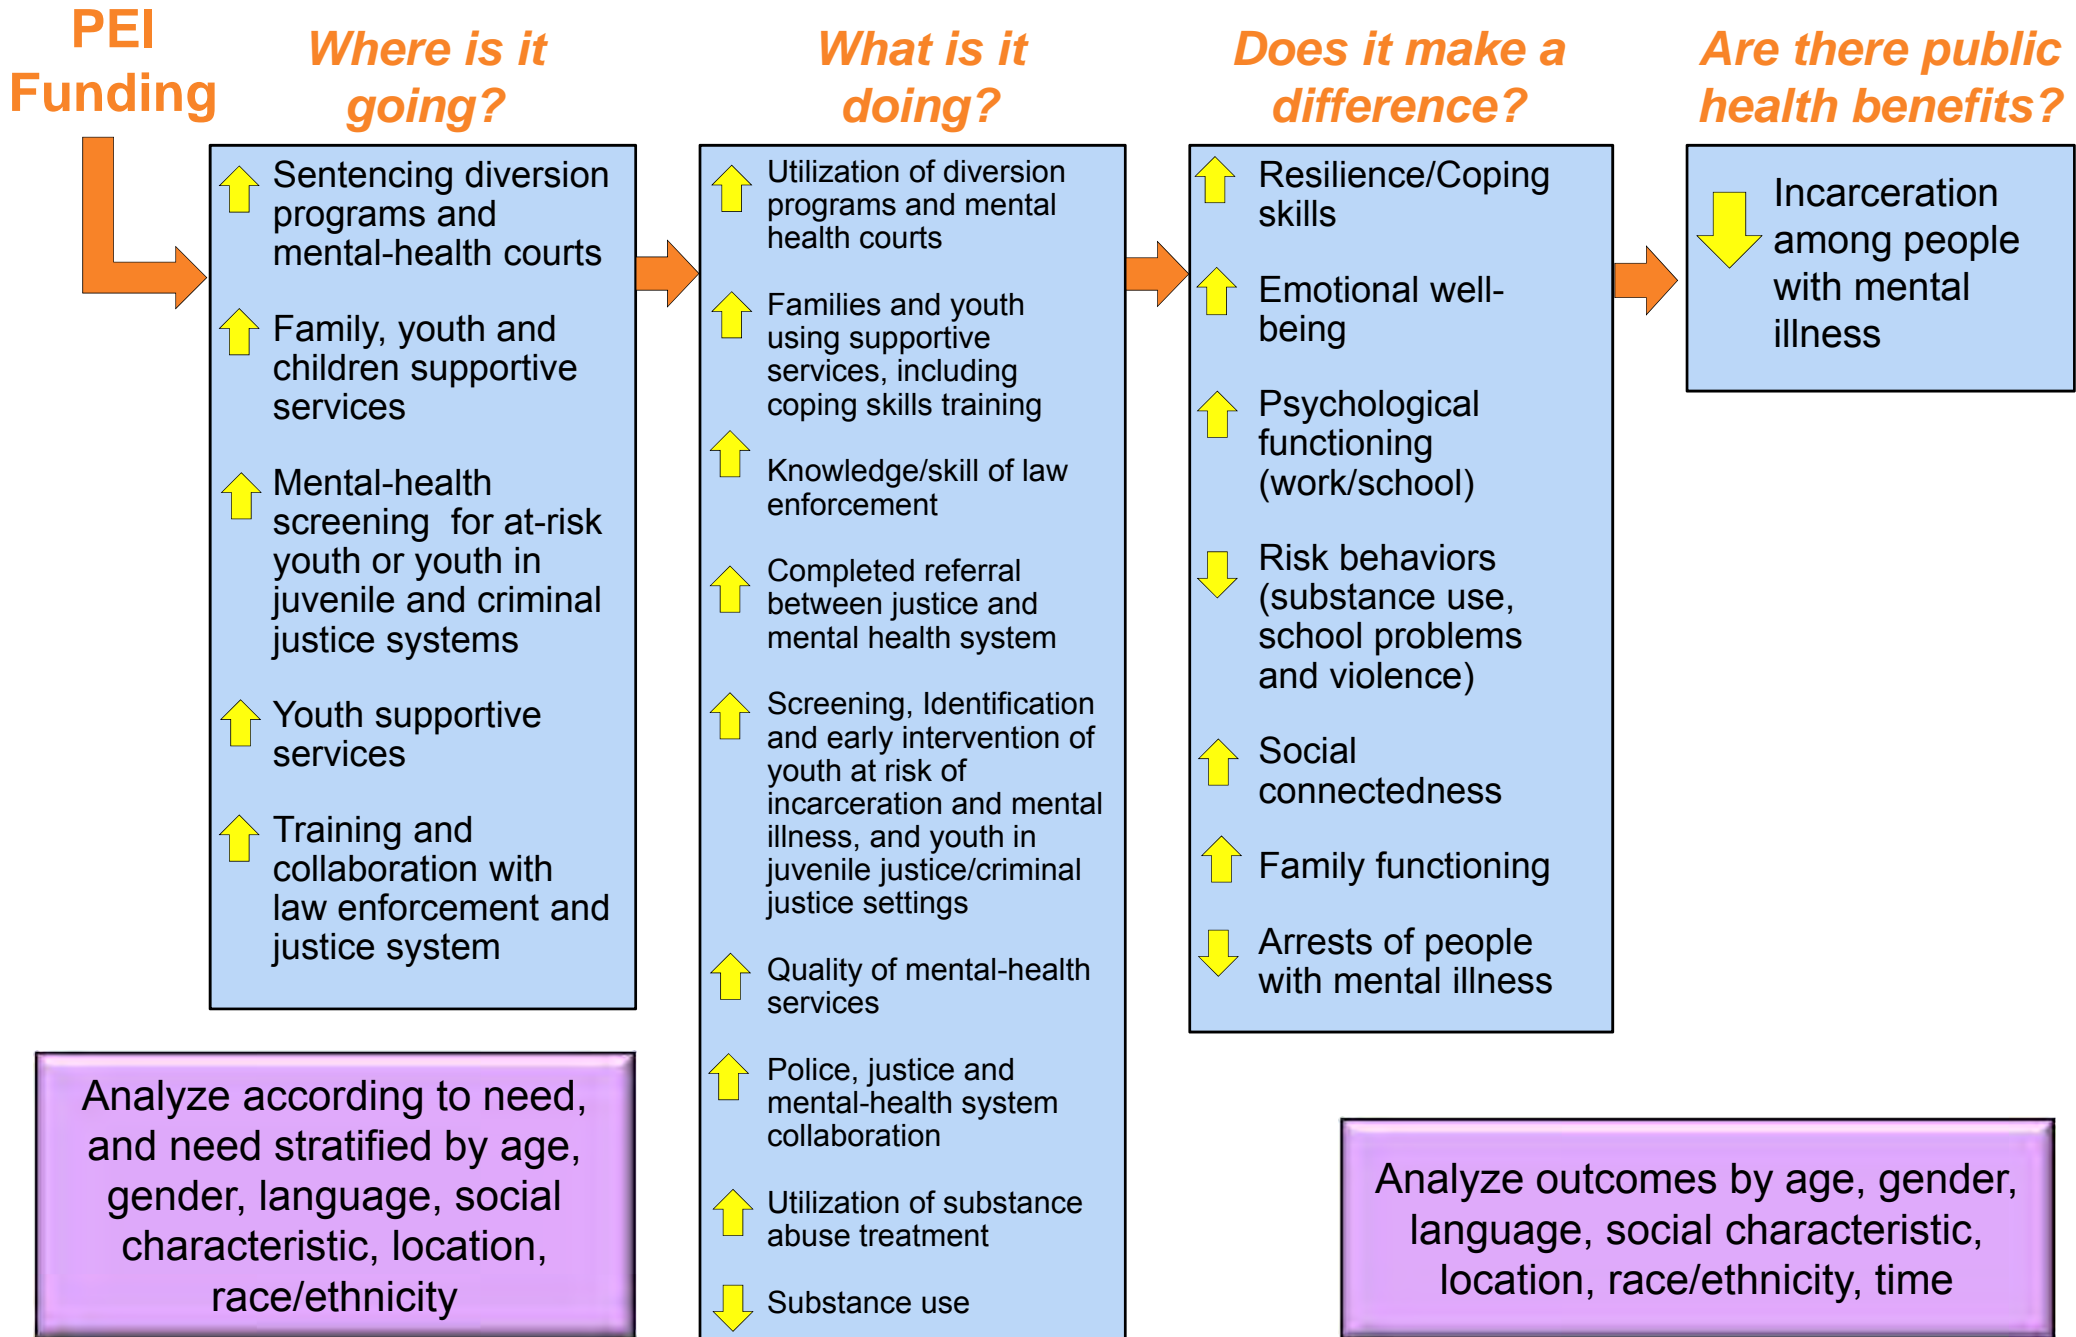 PEI
Funding
Where is it
going?
Sentencing diversion
programs and
mental-health courts
Family, youth and
children supportive
services
Mental-health
screening  for at-risk
youth or youth in
juvenile and criminal
justice systems
Youth supportive
services
Training and
collaboration with
law enforcement and
justice system
What is it
doing?
Utilization of diversion
programs and mental
health courts
Families and youth
using supportive
services, including
coping skills training
Knowledge/skill of law
enforcement
Completed referral
between justice and
mental health system
Screening, Identification
and early intervention of
youth at risk of
incarceration and mental
illness, and youth in
juvenile justice/criminal
justice settings
Quality of mental-health
services
Police, justice and
mental-health system
collaboration
Utilization of substance
abuse treatment
Substance use
Does it make a
difference?
Resilience/Coping
skills
Emotional well-
being
Psychological
functioning
(work/school)
Risk behaviors
(substance use,
school problems
and violence)
Social
connectedness
Family functioning
Arrests of people
with mental illness
Are there public
health benefits?
Incarceration
among people
with mental
illness
Analyze according to need,
and need stratified by age,
gender, language, social
characteristic, location,
race/ethnicity
Analyze outcomes by age, gender,
language, social characteristic,
location, race/ethnicity, time